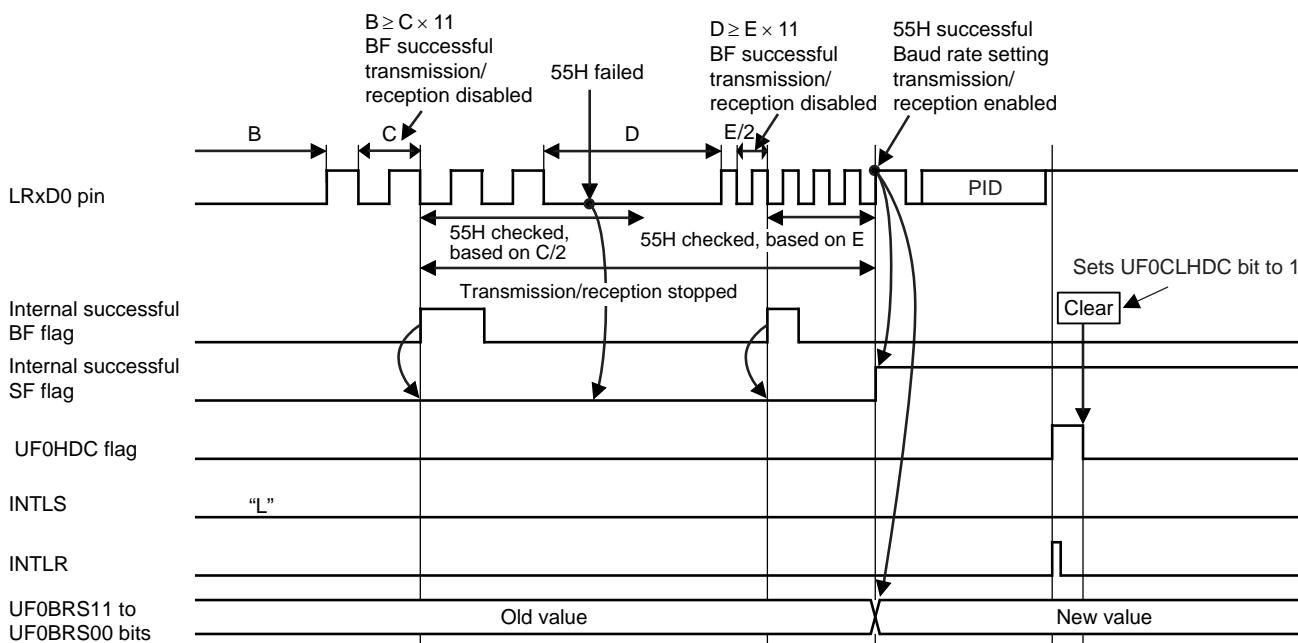 B ≥ C × 11
BF successful
transmission/
reception disabled
55H failed
D ≥ E × 11
BF successful
transmission/
reception disabled
55H successful
Baud rate setting
transmission/
reception enabled
B
C
D
E/2
LRxD0 pin
PID
55H checked,
based on C/2
55H checked, based on E
Transmission/reception stopped
Sets UF0CLHDC bit to 1
Clear
Internal successful
BF flag
Internal successful
SF flag
UF0HDC flag
INTLS
“L”
INTLR
UF0BRS11 to
UF0BRS00 bits
Old value
New value